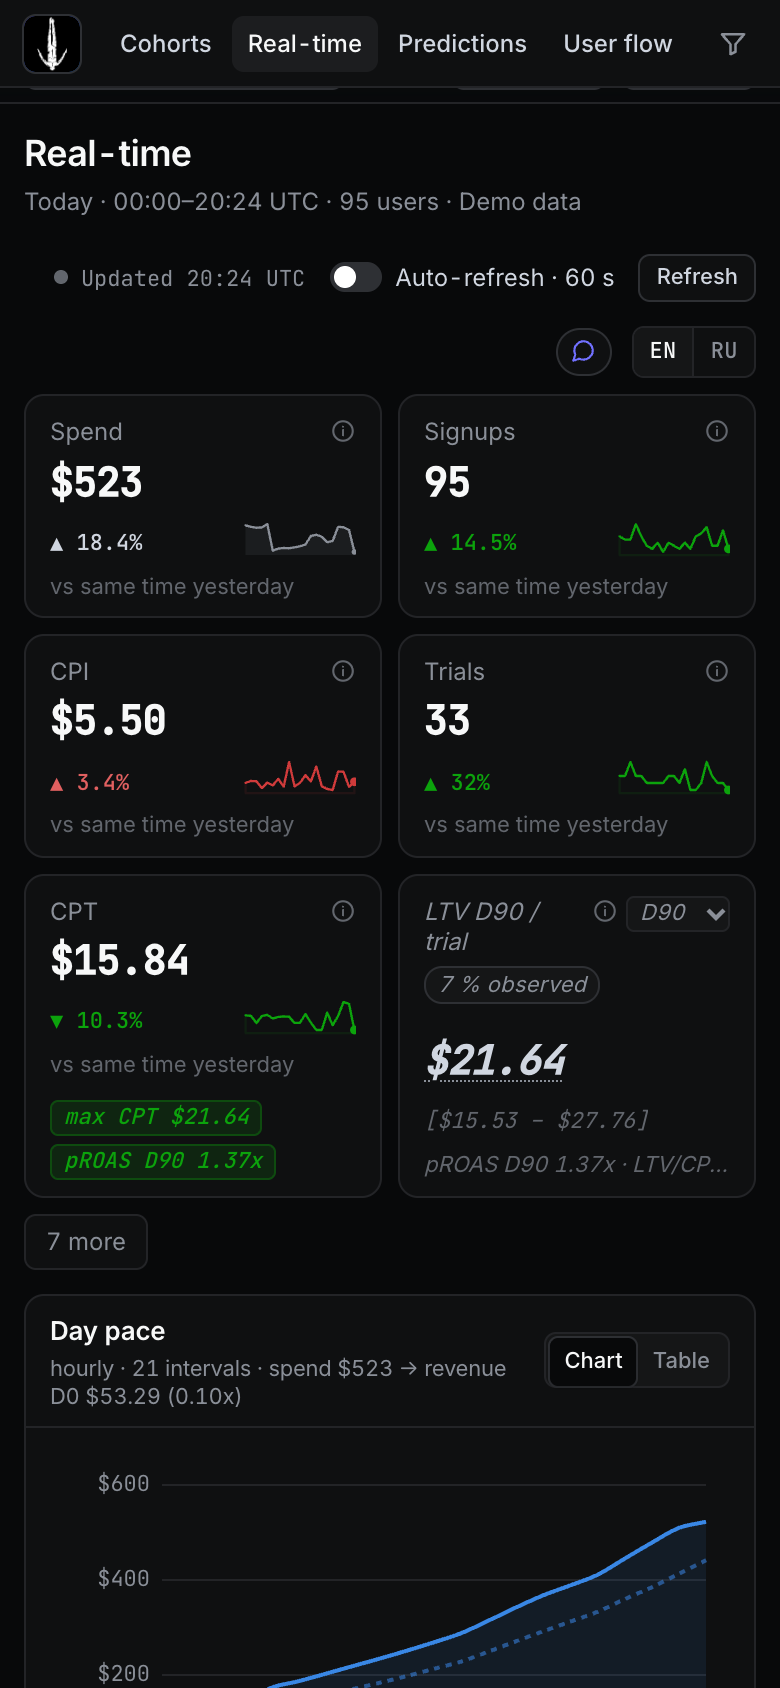 Cohorts Real-time Predictions User flow
Real-time
Today · 00:00–20:24 UTC · 95 users · Demo data
Updated 20:24 UTC Auto-refresh · 60 s Refresh
EN RU
Spend
$523
▲ 18.4%
vs same time yesterday
Signups
95
▲ 14.5%
vs same time yesterday
CPI
$5.50
▲ 3.4%
vs same time yesterday
Trials
33
▲ 32%
vs same time yesterday
CPT
$15.84
▼ 10.3%
vs same time yesterday
max CPT $21.64
pROAS D90 1.37x
LTV D90 /
trial
D90
7 % observed
$21.64
[$15.53 – $27.76]
pROAS D90 1.37x · LTV/CP...
7 more
Day pace
hourly · 21 intervals · spend $523 → revenue
D0 $53.29 (0.10x)
Chart Table
$600
$400
$200